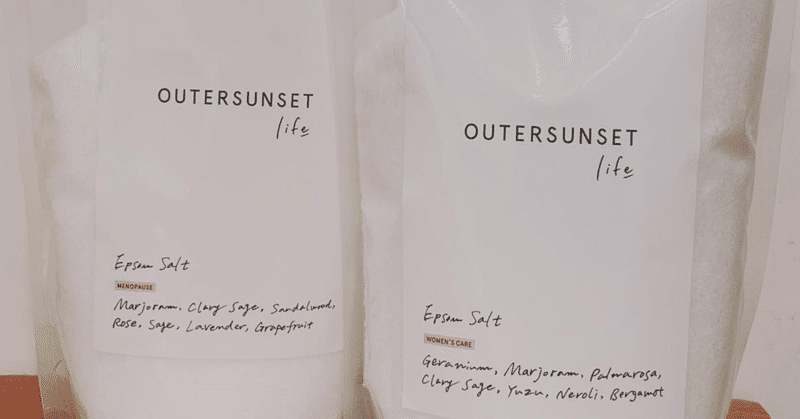 OUTERSUNSET
life
Epsom Salt
MENOPAUSE
Marjoram, Clary Sage, Sandalwood,
Rose, Sage, Lavender, Grapefruit
OUTERSUNSET
life
Epsom Salt
WOMEN'S CARE
Geranium, Marjoram, Palmarosa,
Clary Sage, Yuzu, Neroli, Bergamot